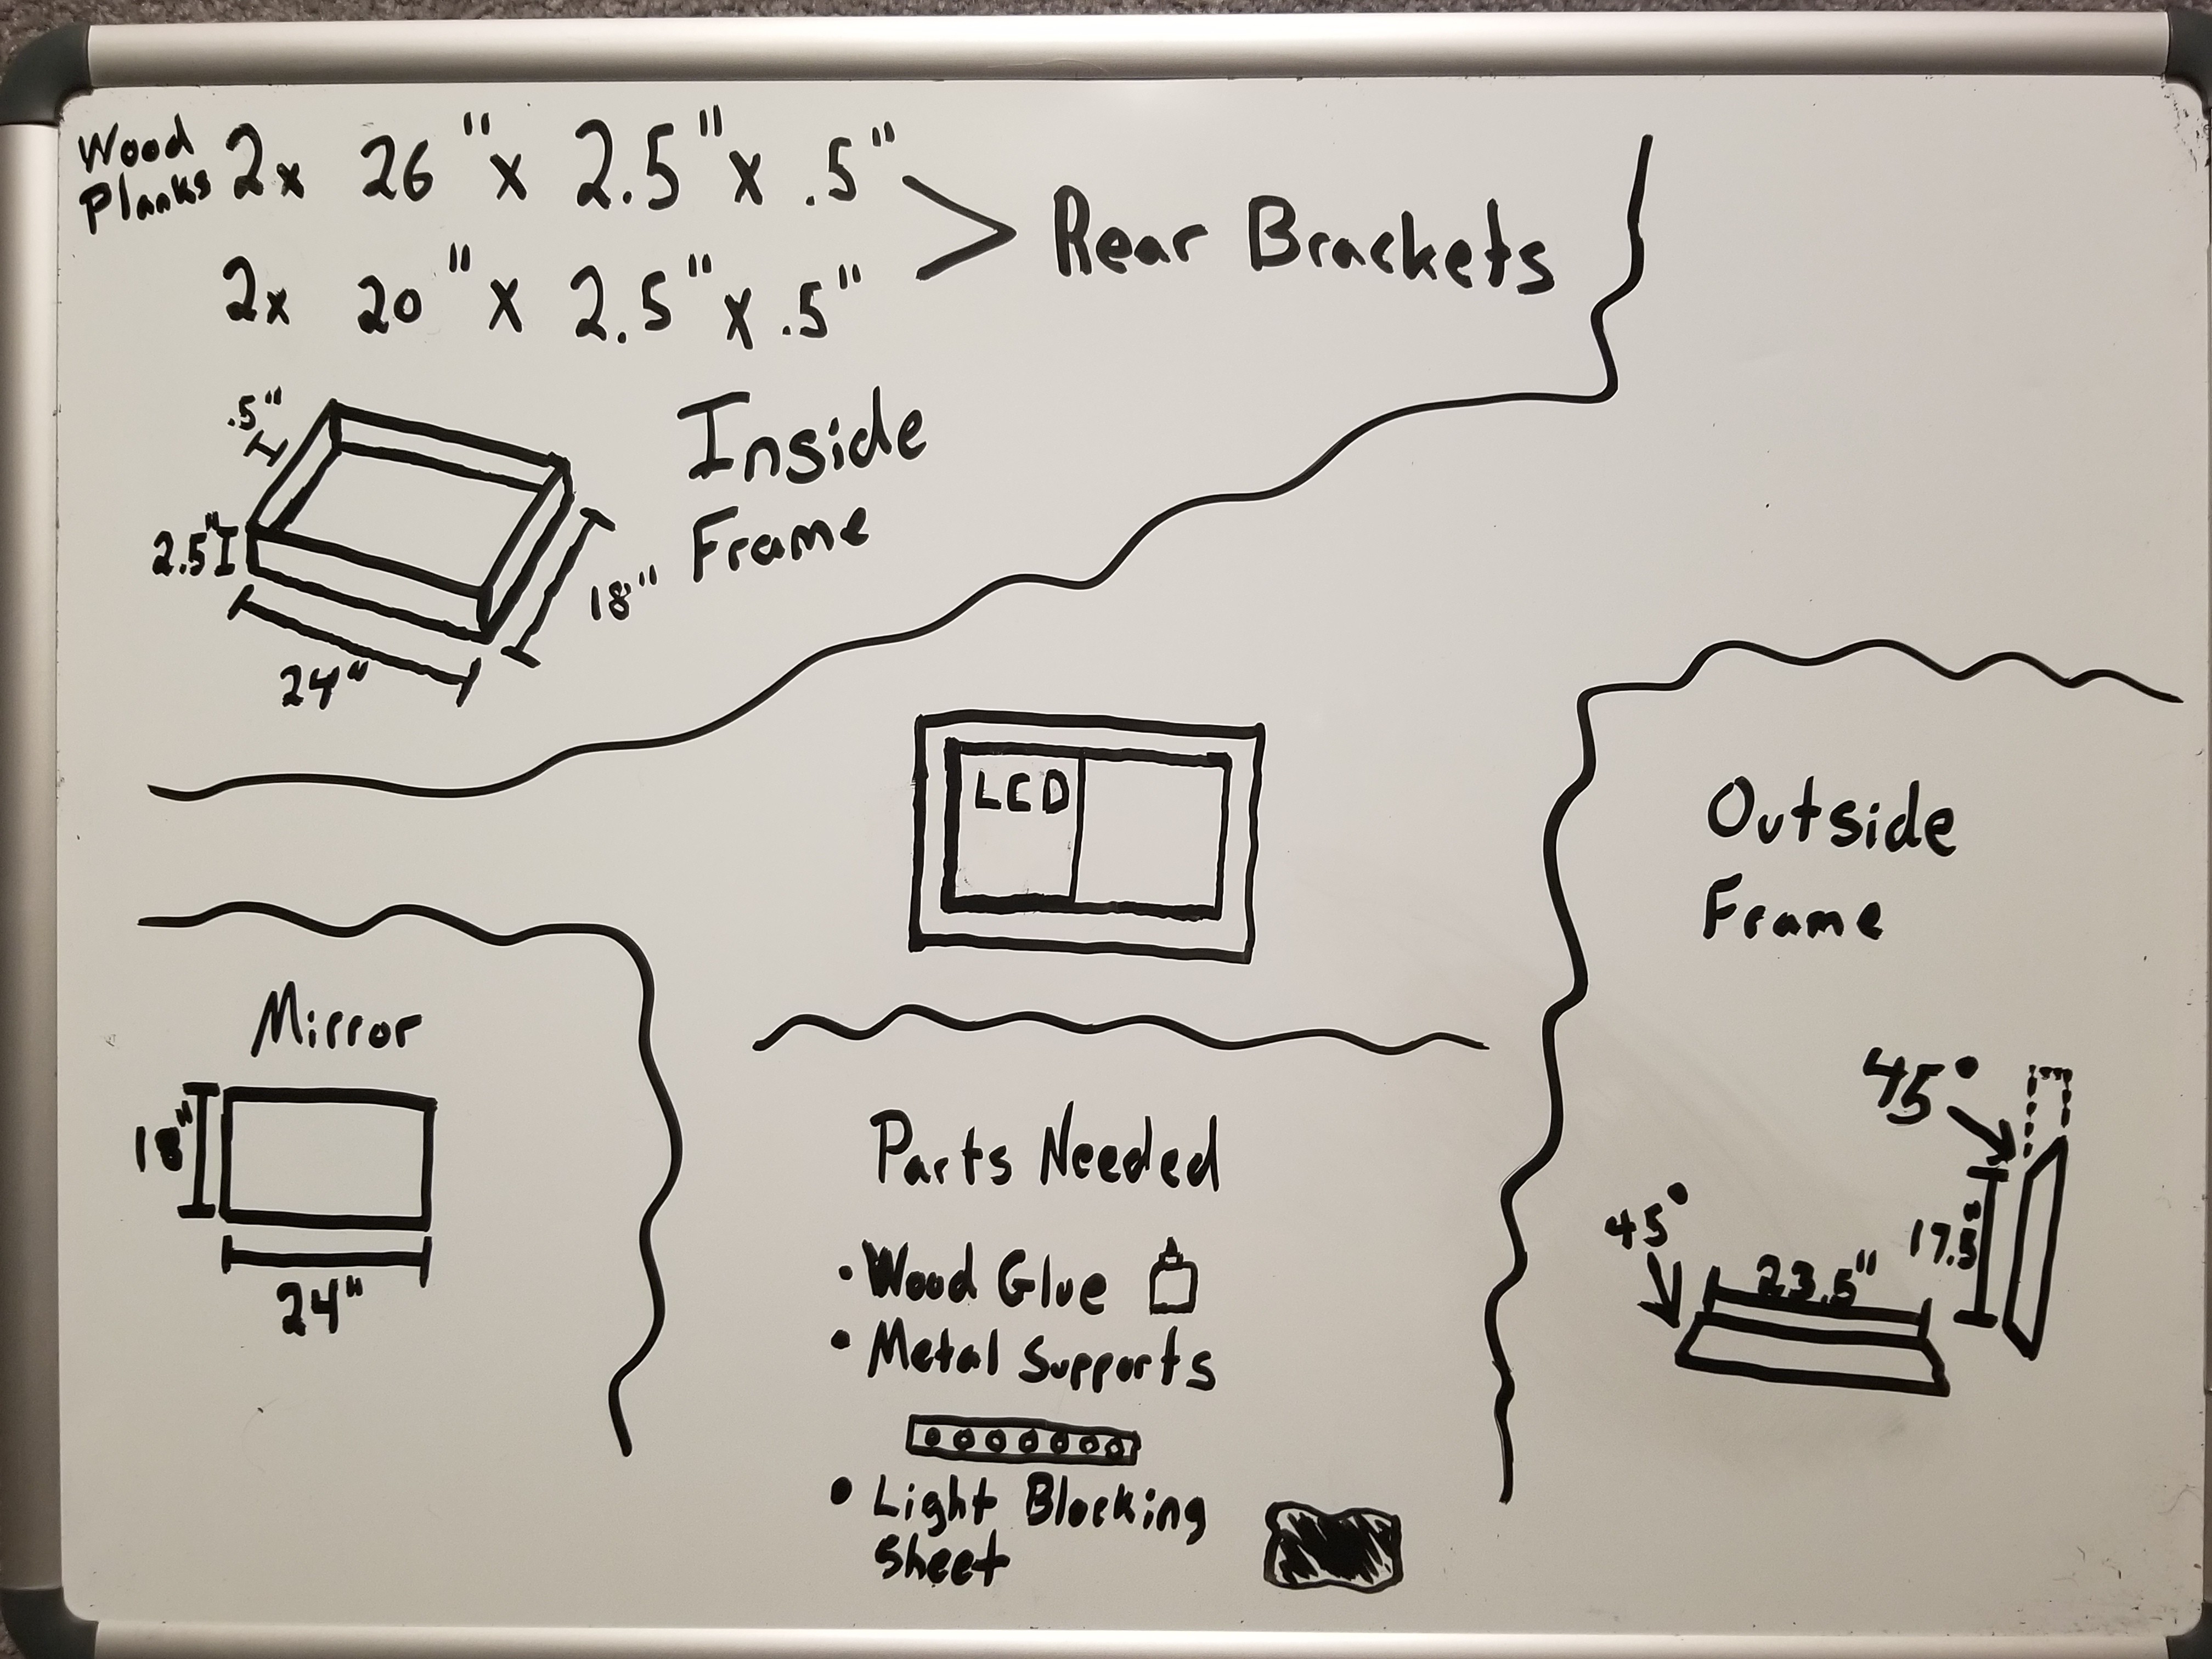 Wood
Planks
2x 26" x 2.5" x .5"
2x 20" x 2.5" x .5"
> Rear Brackets
.5"
2.5"
24"
18"
Inside
Frame
LCD
Outside
Frame
45°
17.5"
45°
23.5"
Mirror
18"
24"
Parts Needed
• Wood Glue
• Metal Supports
• Light Blocking
Sheet